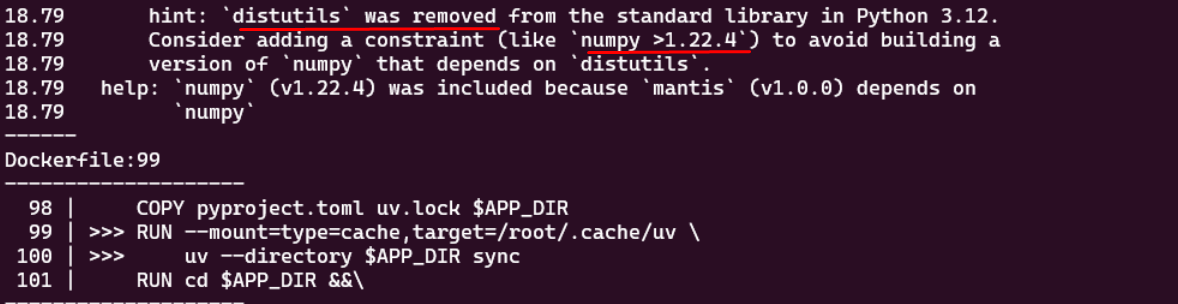 18.79       hint: `distutils` was removed from the standard library in Python 3.12.
18.79       Consider adding a constraint (like `numpy >1.22.4`) to avoid building a
18.79       version of `numpy` that depends on `distutils`.
18.79   help: `numpy` (v1.22.4) was included because `mantis` (v1.0.0) depends on
18.79         `numpy`
------
Dockerfile:99
--------------------
  98 |     COPY pyproject.toml uv.lock $APP_DIR
  99 | >>> RUN --mount=type=cache,target=/root/.cache/uv \
 100 | >>>     uv --directory $APP_DIR sync
 101 |     RUN cd $APP_DIR &&\
--------------------